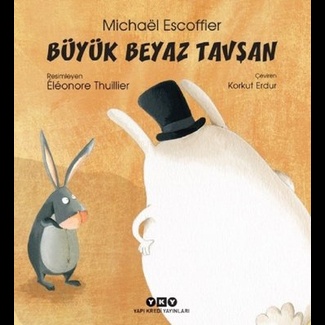 Michaël Escoffier
BÜYÜK BEYAZ TAVŞAN
Resimleyen
Éléonore Thuillier
Çeviren
Korkut Erdur
YKY
YAPI KREDİ YAYINLARI